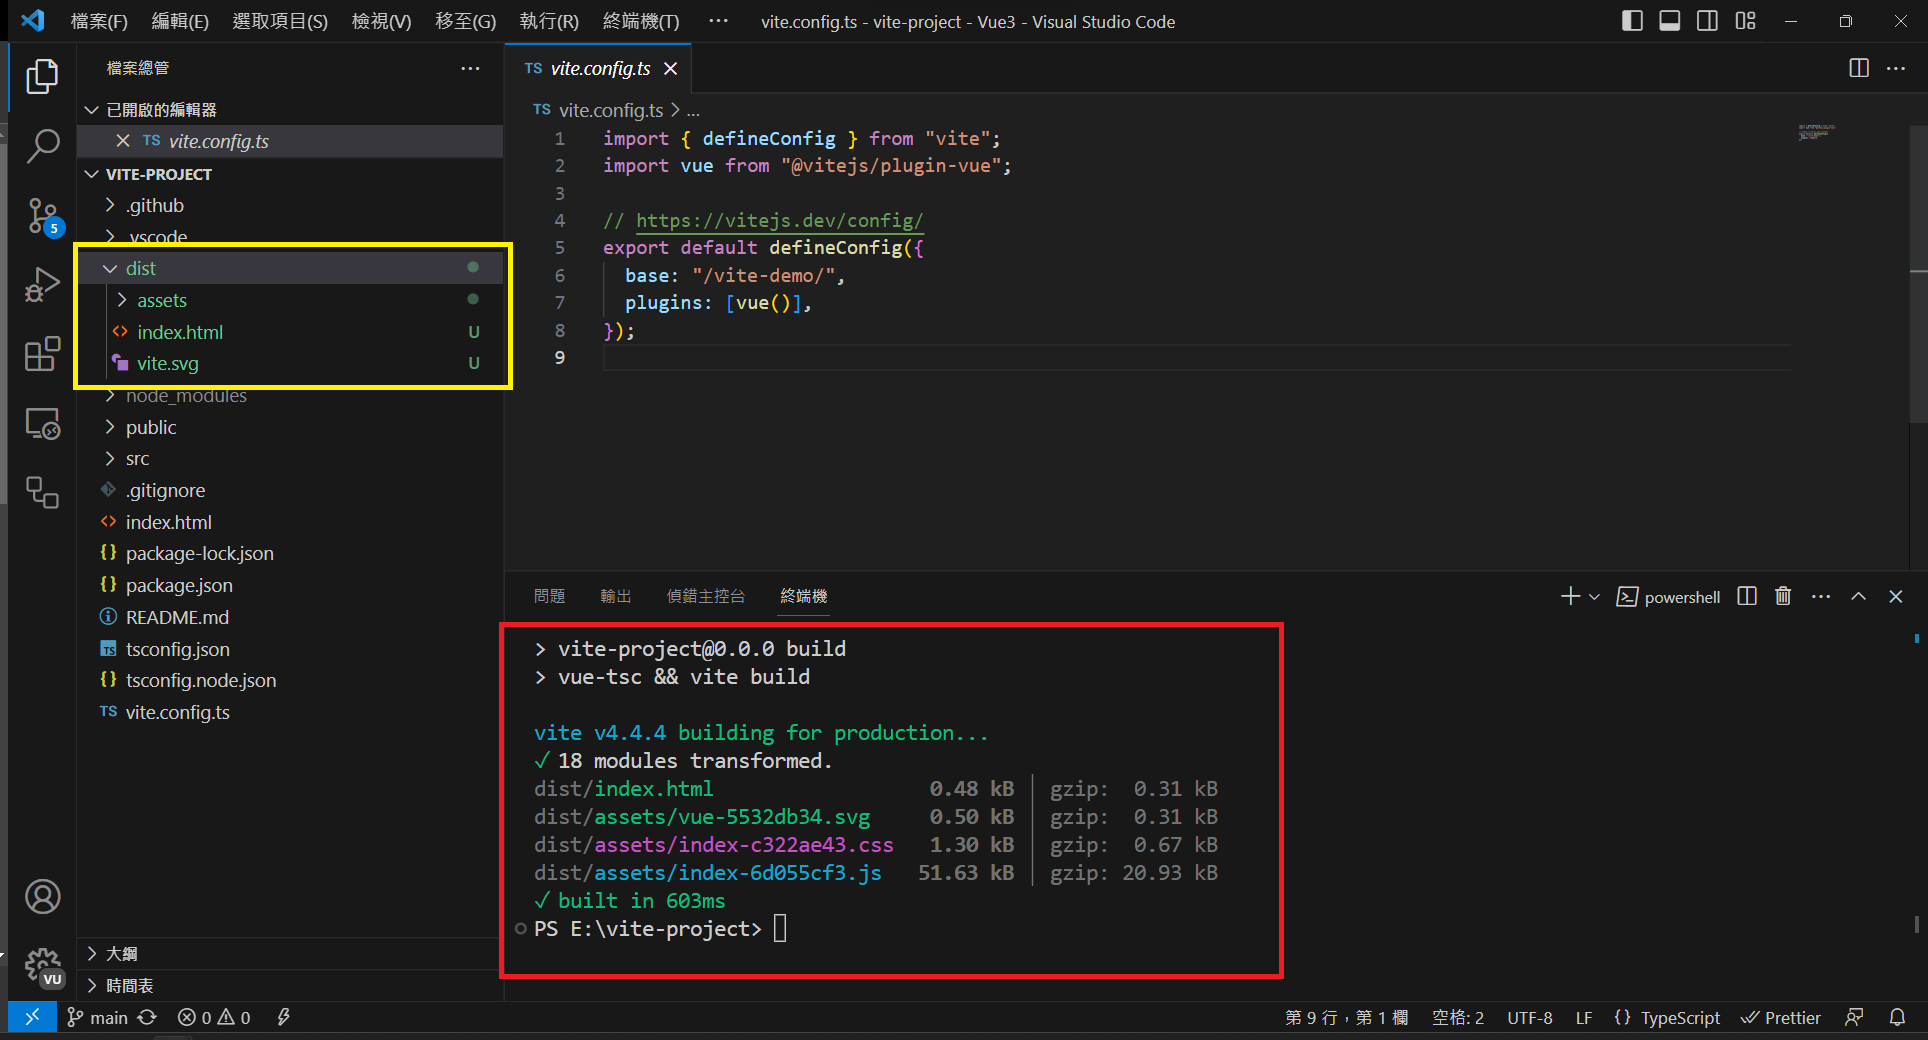 檔案(F) 編輯(E) 選取項目(S) 檢視(V) 移至(G) 執行(R) 終端機(T) ··· vite.config.ts - vite-project - Vue3 - Visual Studio Code
檔案總管 ···
已開啟的編輯器
TS vite.config.ts
VITE-PROJECT
.github
.vscode
dist
assets
index.html U
vite.svg U
node_modules
public
src
.gitignore
index.html
package-lock.json
package.json
README.md
tsconfig.json
tsconfig.node.json
TS vite.config.ts
大綱
時間表
5
VU
TS vite.config.ts
TS vite.config.ts > ...
1 import { defineConfig } from "vite";
2 import vue from "@vitejs/plugin-vue";
3
4 // https://vitejs.dev/config/
5 export default defineConfig({
6 base: "/vite-demo/",
7 plugins: [vue()],
8 });
9
問題 輸出 偵錯主控台 終端機 powershell
> vite-project@0.0.0 build
> vue-tsc && vite build
vite v4.4.4 building for production...
✓ 18 modules transformed.
dist/index.html 0.48 kB │ gzip: 0.31 kB
dist/assets/vue-5532db34.svg 0.50 kB │ gzip: 0.31 kB
dist/assets/index-c322ae43.css 1.30 kB │ gzip: 0.67 kB
dist/assets/index-6d055cf3.js 51.63 kB │ gzip: 20.93 kB
✓ built in 603ms
PS E:\vite-project>
main 0 0 第 9 行，第 1 欄 空格: 2 UTF-8 LF {} TypeScript Prettier